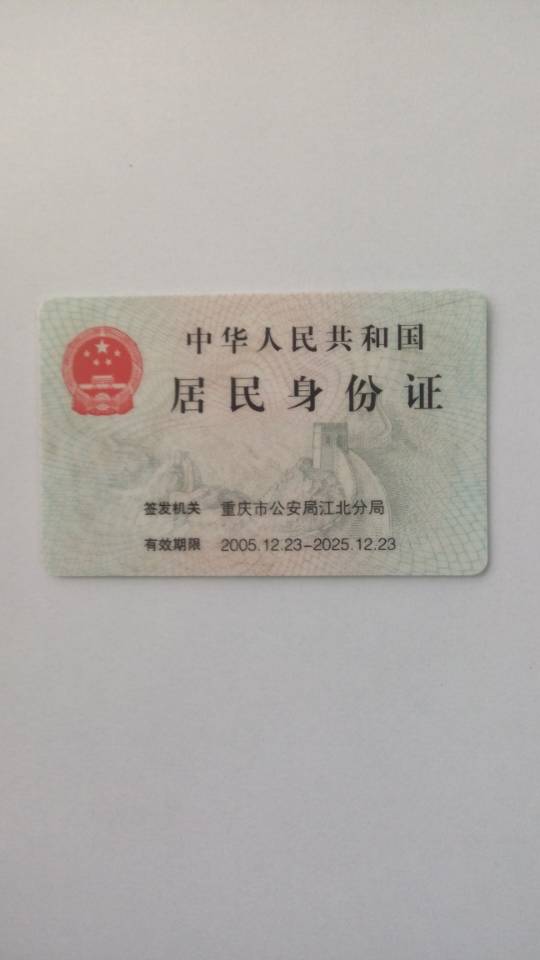 中华人民共和国
居民身份证
签发机关 重庆市公安局江北分局
有效期限 2005.12.23-2025.12.23